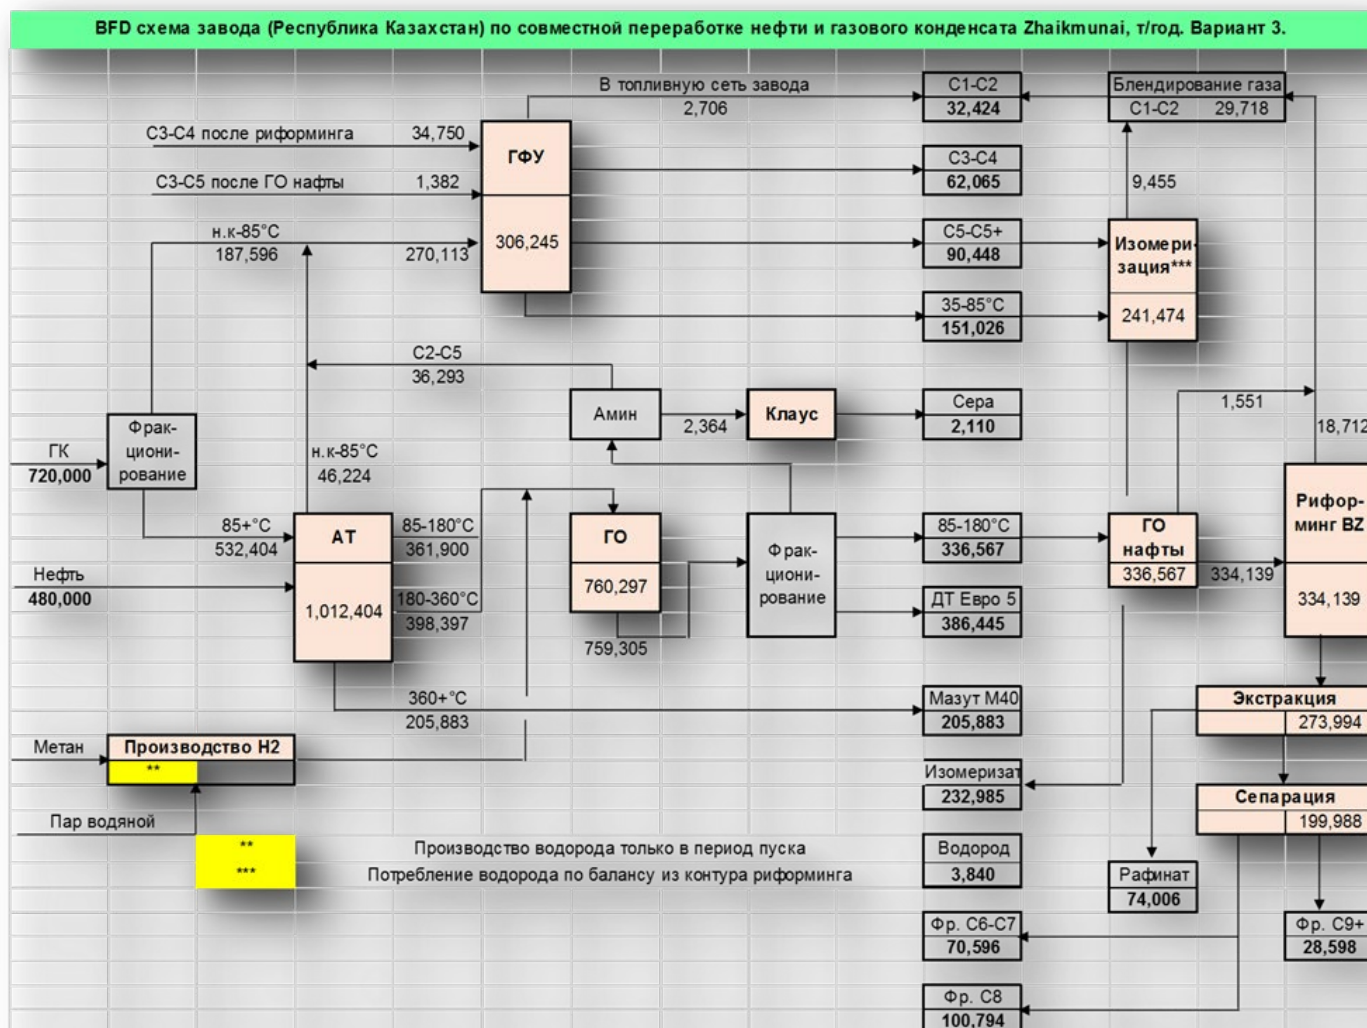 BFD схема завода (Республика Казахстан) по совместной переработке нефти и газового конденсата Zhaikmunai, т/год. Вариант 3.
В топливную сеть завода
2,706
С1-С2
32,424
Блендирование газа
С1-С2 29,718
С3-С4 после риформинга 34,750
ГФУ
306,245
С3-С4
62,065
С3-С5 после ГО нафты 1,382
9,455
н.к-85°С
187,596
270,113
С5-С5+
90,448
Изомери-
зация***
241,474
35-85°С
151,026
С2-С5
36,293
Амин
2,364
Клаус
Сера
2,110
1,551
18,712
ГК
720,000
Фрак-
циони-
рование
н.к-85°С
46,224
85+°С
532,404
АТ
1,012,404
85-180°С
361,900
180-360°С
398,397
ГО
760,297
759,305
Фрак-
циони-
рование
85-180°С
336,567
ГО
нафты
336,567
334,139
Рифор-
минг BZ
334,139
Нефть
480,000
ДТ Евро 5
386,445
360+°С
205,883
Мазут М40
205,883
Экстракция
273,994
Метан
Производство Н2
**
Изомеризат
232,985
Сепарация
199,988
Пар водяной
** Производство водорода только в период пуска
*** Потребление водорода по балансу из контура риформинга
Водород
3,840
Рафинат
74,006
Фр. С6-С7
70,596
Фр. С9+
28,598
Фр. С8
100,794